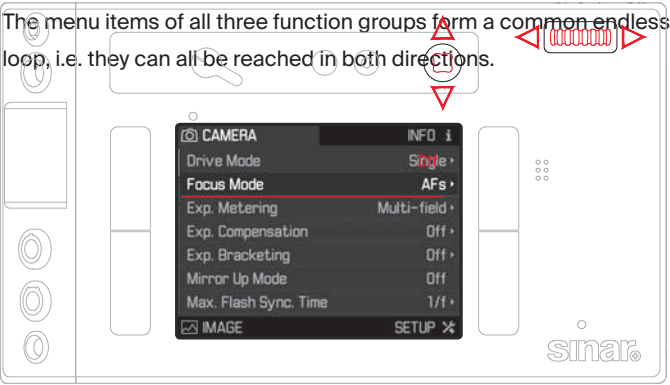 The menu items of all three function groups form a common endless
loop, i.e. they can all be reached in both directions.
CAMERA INFO i
Drive Mode Single
Focus Mode AFs
Exp. Metering Multi-field
Exp. Compensation Off
Exp. Bracketing Off
Mirror Up Mode Off
Max. Flash Sync. Time 1/f
IMAGE SETUP
sinar